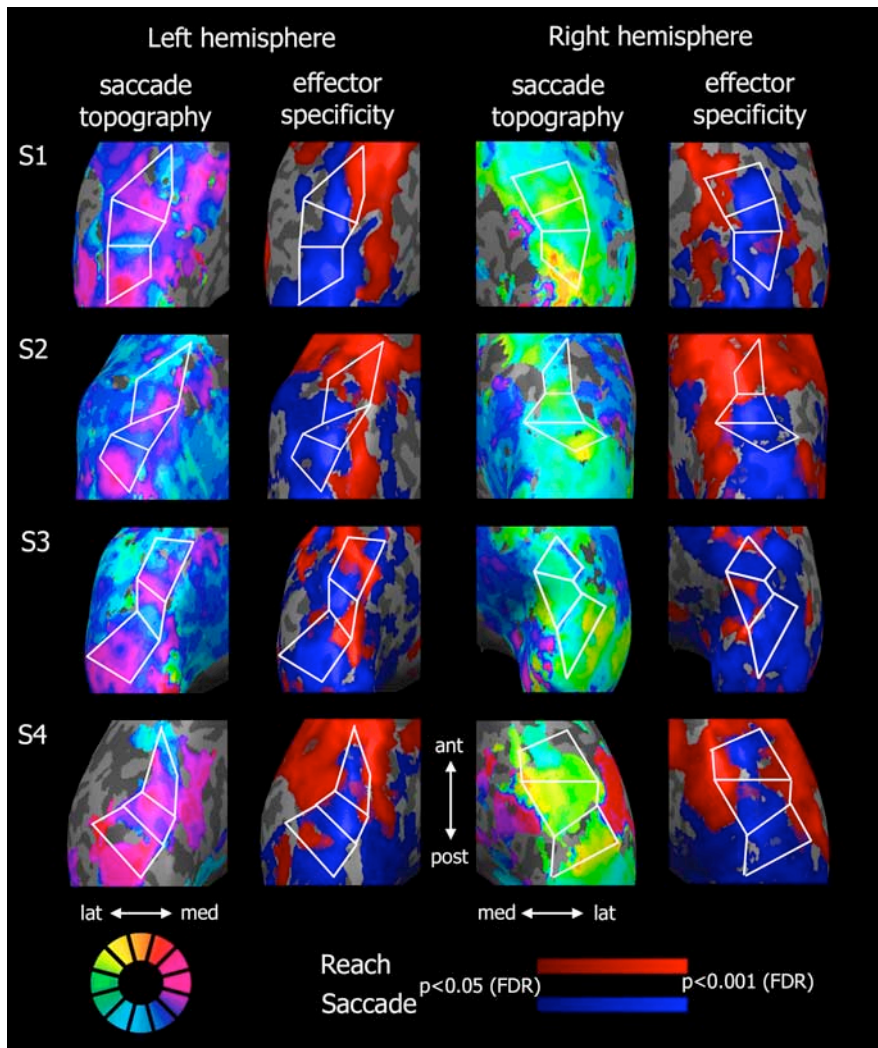 Left hemisphere
Right hemisphere
saccade topography
effector specificity
saccade topography
effector specificity
S1
S2
S3
S4
ant
post
lat
med
med
lat
Reach
p<0.05 (FDR)
p<0.001 (FDR)
Saccade